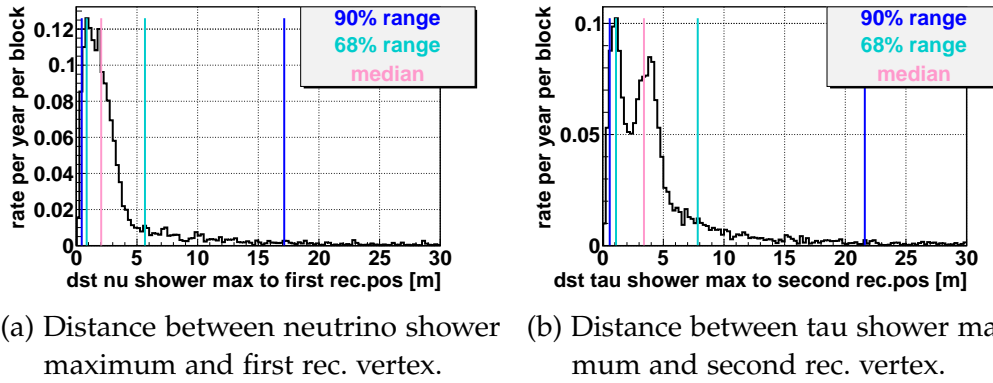 rate per year per block
0.12
0.1
0.08
0.06
0.04
0.02
0
90% range
68% range
median
0 5 10 15 20 25 30
dst nu shower max to first rec.pos [m]
(a) Distance between neutrino shower
maximum and first rec. vertex.
rate per year per block
0.1
0.05
0
90% range
68% range
median
0 5 10 15 20 25 30
dst tau shower max to second rec.pos [m]
(b) Distance between tau shower ma
mum and second rec. vertex.